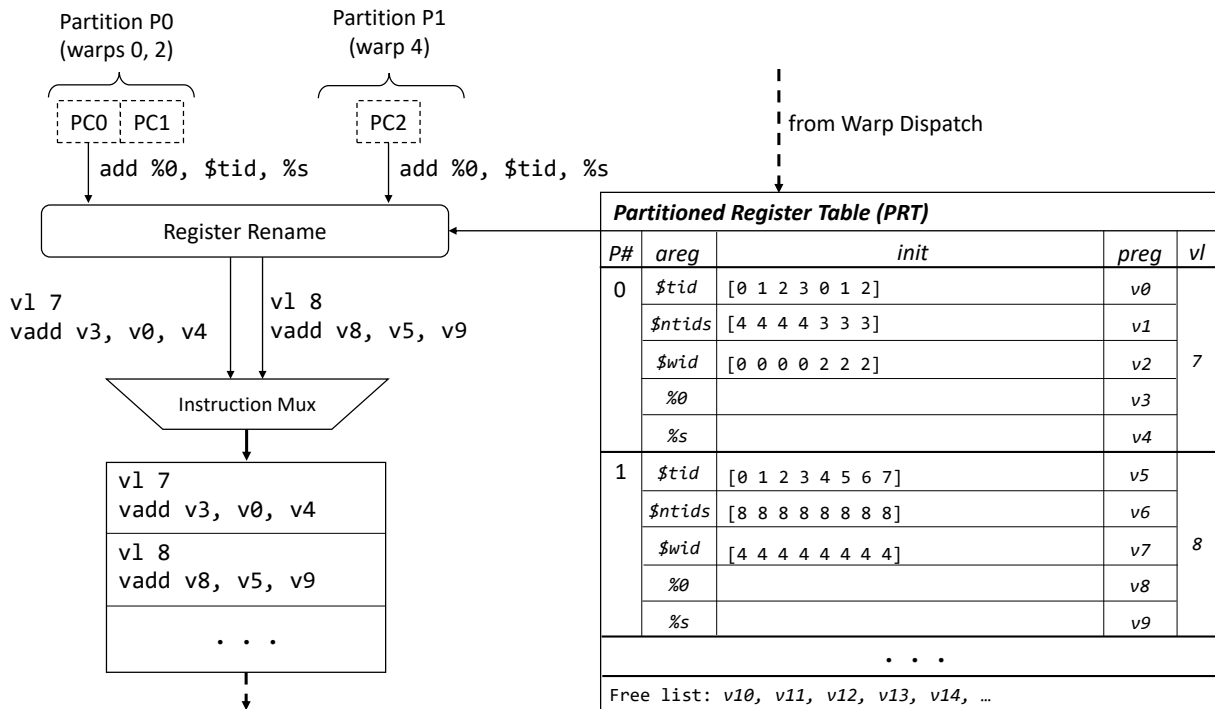 Partition P0
(warps 0, 2)
Partition P1
(warp 4)
PC0 PC1
PC2
from Warp Dispatch
add %0, $tid, %s
add %0, $tid, %s
Register Rename
vl 7
vadd v3, v0, v4
vl 8
vadd v8, v5, v9
Instruction Mux
vl 7
vadd v3, v0, v4
vl 8
vadd v8, v5, v9
. . .
Partitioned Register Table (PRT)
P# areg init preg vl
0 $tid [0 1 2 3 0 1 2] v0
$ntids [4 4 4 4 3 3 3] v1
$wid [0 0 0 0 2 2 2] v2 7
%0 v3
%s v4
1 $tid [0 1 2 3 4 5 6 7] v5
$ntids [8 8 8 8 8 8 8 8] v6
$wid [4 4 4 4 4 4 4 4] v7 8
%0 v8
%s v9
. . .
Free list: v10, v11, v12, v13, v14, …